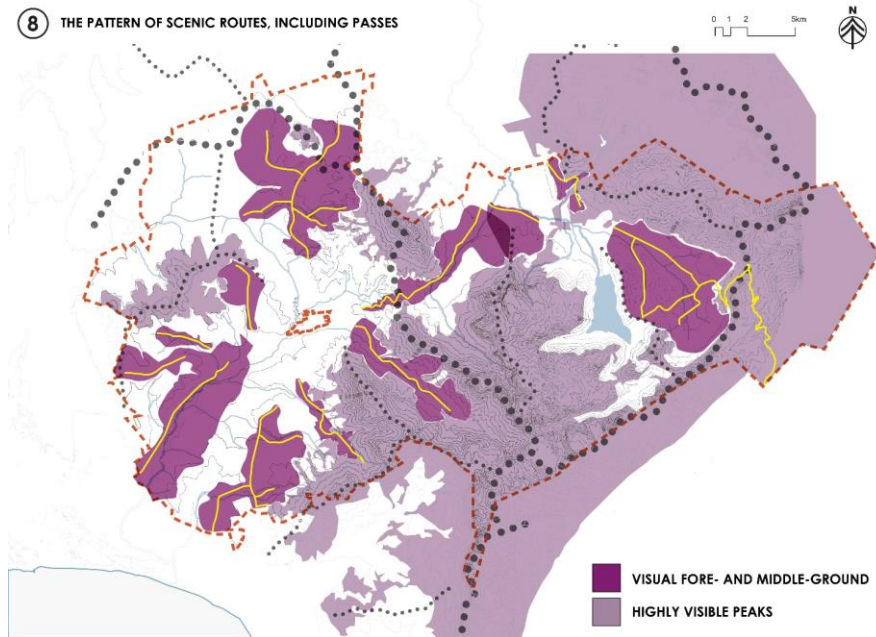 8 THE PATTERN OF SCENIC ROUTES, INCLUDING PASSES
0 1 2 5km
N
VISUAL FORE- AND MIDDLE-GROUND
HIGHLY VISIBLE PEAKS